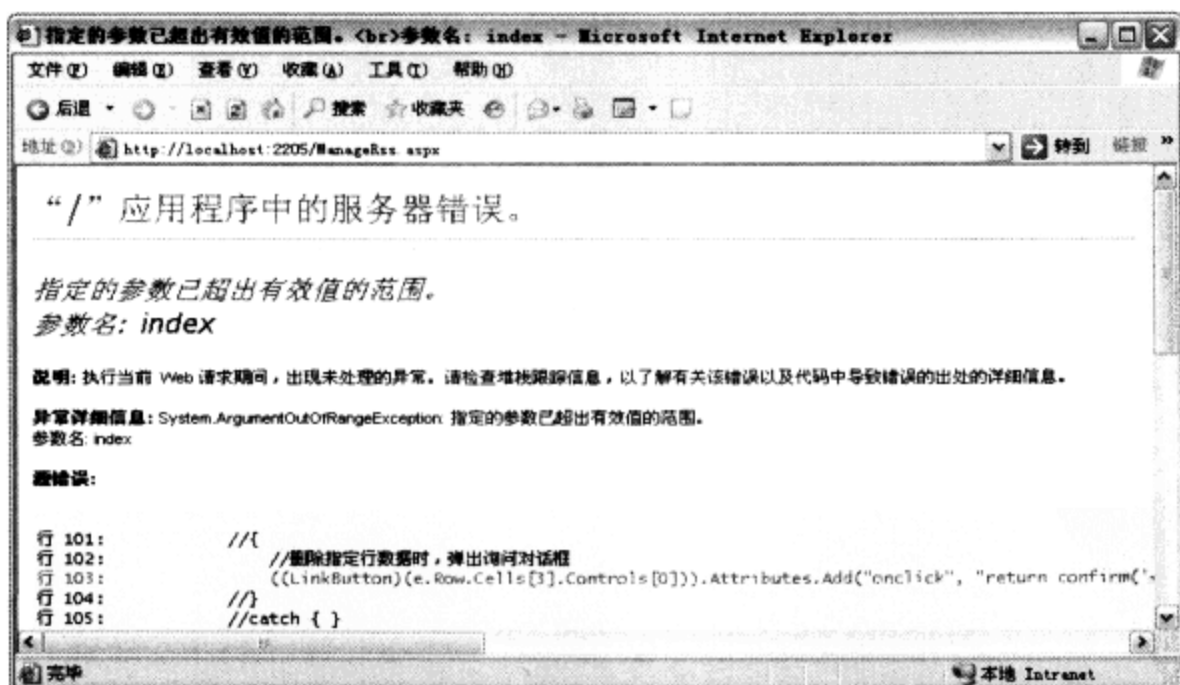 指定的参数已超出有效值的范围。<br>参数名: index - Microsoft Internet Explorer
文件(F) 编辑(E) 查看(V) 收藏(A) 工具(T) 帮助(H)
后退 搜索 收藏夹
地址(D) http://localhost:2205/ManageRss.aspx 转到 链接 »
“/”应用程序中的服务器错误。
指定的参数已超出有效值的范围。
参数名: index
说明: 执行当前 Web 请求期间，出现未处理的异常。请检查堆栈跟踪信息，以了解有关该错误以及代码中导致错误的出处的详细信息。
异常详细信息: System.ArgumentOutOfRangeException: 指定的参数已超出有效值的范围。
参数名: index
源错误:
行 101: //{
行 102: //删除指定行数据时，弹出询问对话框
行 103: ((LinkButton)(e.Row.Cells[3].Controls[0])).Attributes.Add("onclick", "return confirm('
行 104: //}
行 105: //catch { }
完毕 本地 Intranet